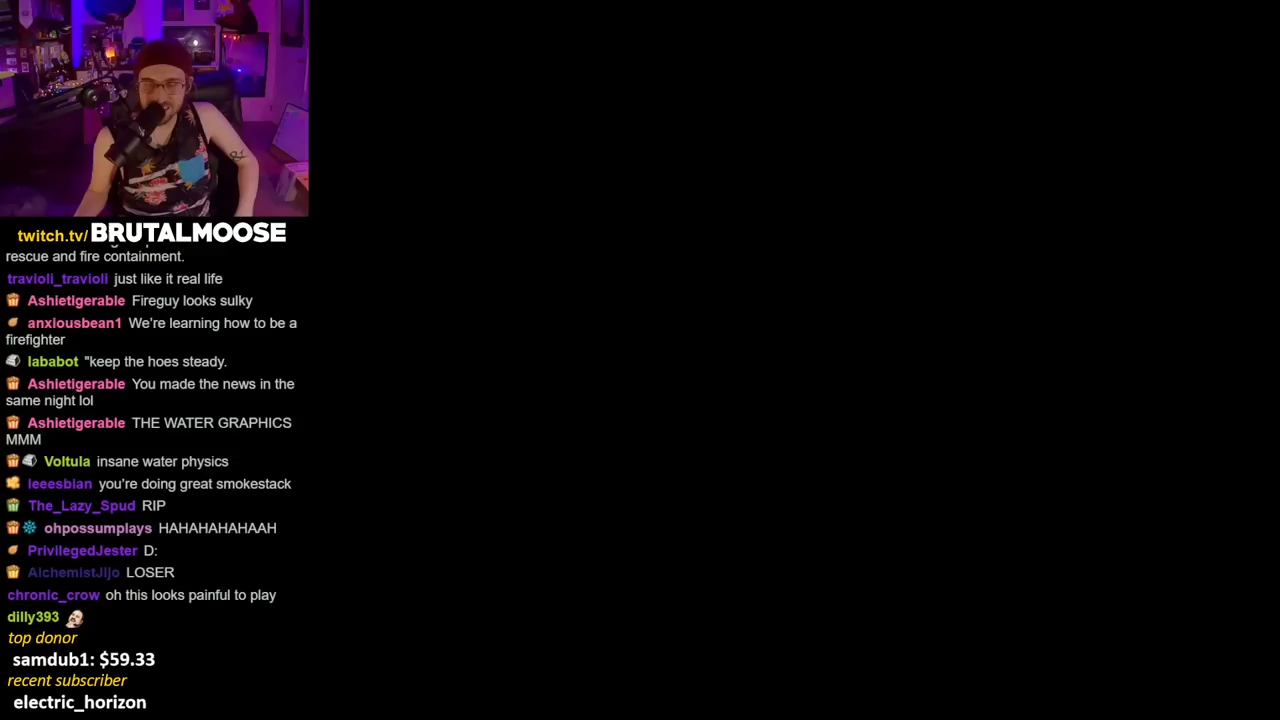 twitch.tv/BRUTALMOOSE
rescue and fire containment.
travioli_travioli just like it real life
Ashietigerable Fireguy looks sulky
anxiousbean1 We're learning how to be a
firefighter
lababot "keep the hoes steady.
Ashietigerable You made the news in the
same night lol
Ashietigerable THE WATER GRAPHICS
MMM
Voltula insane water physics
leeesbian you're doing great smokestack
The_Lazy_Spud RIP
ohpossumplays HAHAHAHAHAAH
PrivilegedJester D:
AlchemistJijo LOSER
chronic_crow oh this looks painful to play
dilly393
top donor
samdub1: $59.33
recent subscriber
electric_horizon